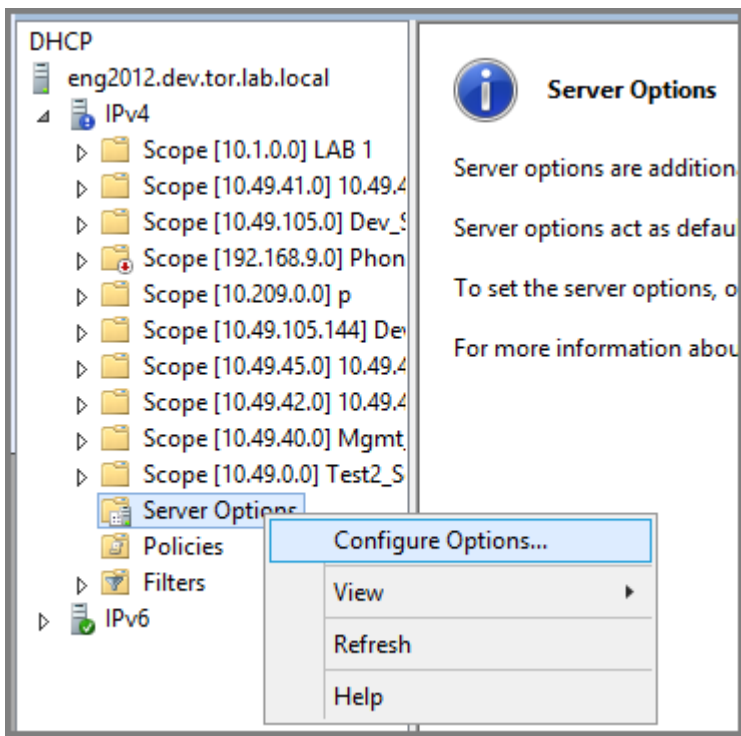 DHCP
eng2012.dev.tor.lab.local
IPv4
Scope [10.1.0.0] LAB 1
Scope [10.49.41.0] 10.49.4
Scope [10.49.105.0] Dev_S
Scope [192.168.9.0] Phon
Scope [10.209.0.0] p
Scope [10.49.105.144] De
Scope [10.49.45.0] 10.49.4
Scope [10.49.42.0] 10.49.4
Scope [10.49.40.0] Mgmt_
Scope [10.49.0.0] Test2_S
Server Options
Policies
Filters
IPv6
Configure Options...
View
Refresh
Help
Server Options
Server options are addition
Server options act as defau
To set the server options, o
For more information abou